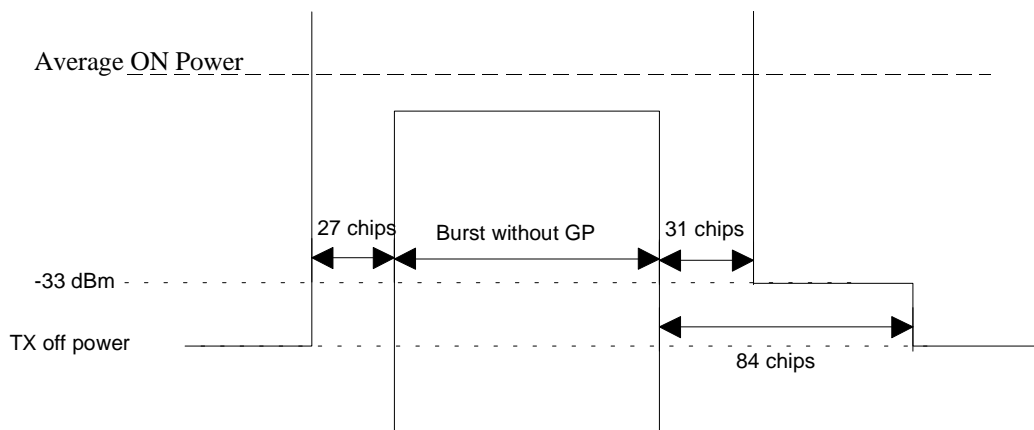 Average ON Power
27 chips
Burst without GP
31 chips
-33 dBm
TX off power
84 chips